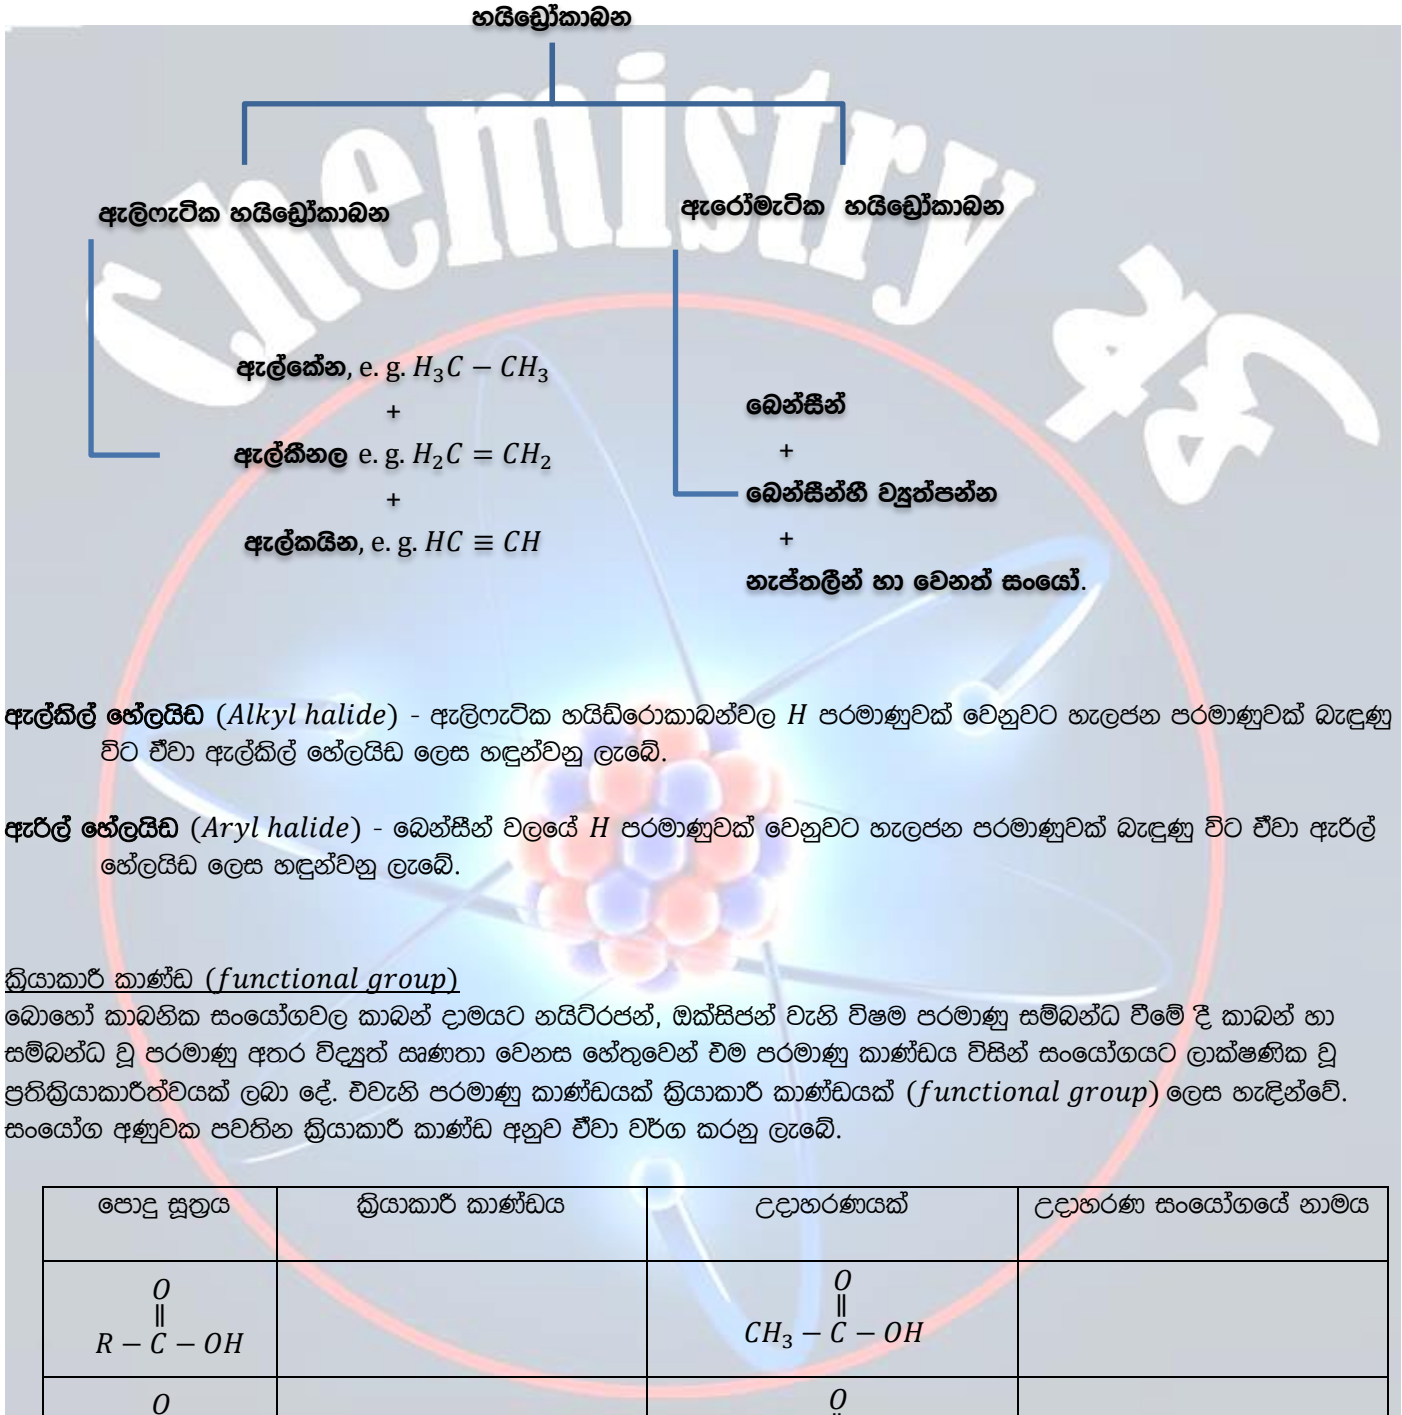 හයිඩ්‍රෝකාබන
Chemistry අපි
ඇලිෆැටික හයිඩ්‍රෝකාබන
ඇරෝමැටික හයිඩ්‍රෝකාබන
ඇල්කේන, e. g. H₃C − CH₃
+
ඇල්කීනල e. g. H₂C = CH₂
+
ඇල්කයින, e. g. HC ≡ CH
බෙන්සීන්
+
බෙන්සීන්හී ව්‍යුත්පන්න
+
නැප්තලීන් හා වෙනත් සංයෝ.
ඇල්කිල් හේලයිඩ (Alkyl halide) - ඇලිෆැටික හයිඩ්රොකාබන්වල H පරමාණුවක් වෙනුවට හැලජන පරමාණුවක් බැඳුණු
විට ඒවා ඇල්කිල් හේලයිඩ ලෙස හඳුන්වනු ලැබේ.
ඇරිල් හේලයිඩ (Aryl halide) - බෙන්සීන් වලයේ H පරමාණුවක් වෙනුවට හැලජන පරමාණුවක් බැඳුණු විට ඒවා ඇරිල්
හේලයිඩ ලෙස හඳුන්වනු ලැබේ.
ක්‍රියාකාරී කාණ්ඩ (functional group)
බොහෝ කාබනික සංයෝගවල කාබන් දාමයට නයිට්රජන්, ඔක්සිජන් වැනි විෂම පරමාණු සම්බන්ධ වීමේ දී කාබන් හා
සම්බන්ධ වූ පරමාණු අතර විද්‍යුත් ඍණතා වෙනස හේතුවෙන් එම පරමාණු කාණ්ඩය විසින් සංයෝගයට ලාක්ෂණික වූ
ප්‍රතික්‍රියාකාරීත්වයක් ලබා දේ. එවැනි පරමාණු කාණ්ඩයක් ක්‍රියාකාරී කාණ්ඩයක් (functional group) ලෙස හැඳින්වේ.
සංයෝග අණුවක පවතින ක්‍රියාකාරී කාණ්ඩ අනුව ඒවා වර්ග කරනු ලැබේ.
පොදු සූත්‍රය ක්‍රියාකාරී කාණ්ඩය උදාහරණයක් උදාහරණ සංයෝගයේ නාමය
O O
‖ ‖
R − C − OH CH₃ − C − OH
O O